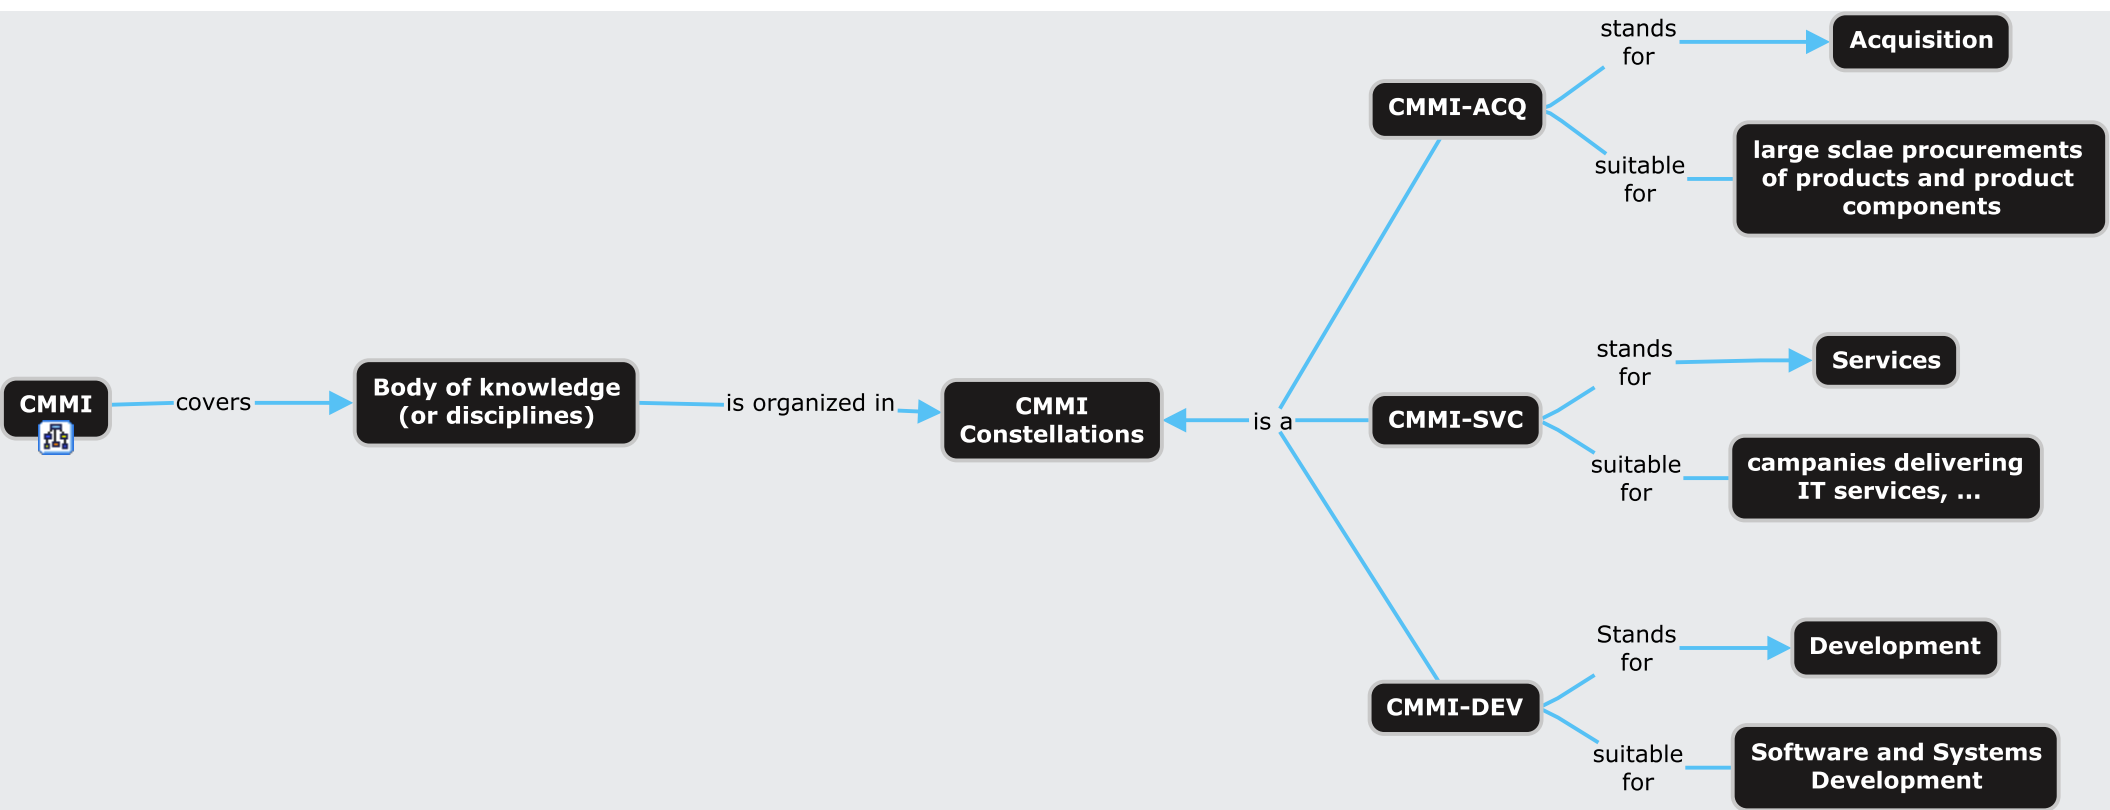 CMMI
covers
Body of knowledge
(or disciplines)
is organized in
CMMI
Constellations
is a
CMMI-ACQ
stands
for
Acquisition
suitable
for
large sclae procurements
of products and product
components
CMMI-SVC
stands
for
Services
suitable
for
campanies delivering
IT services, ...
CMMI-DEV
Stands
for
Development
suitable
for
Software and Systems
Development